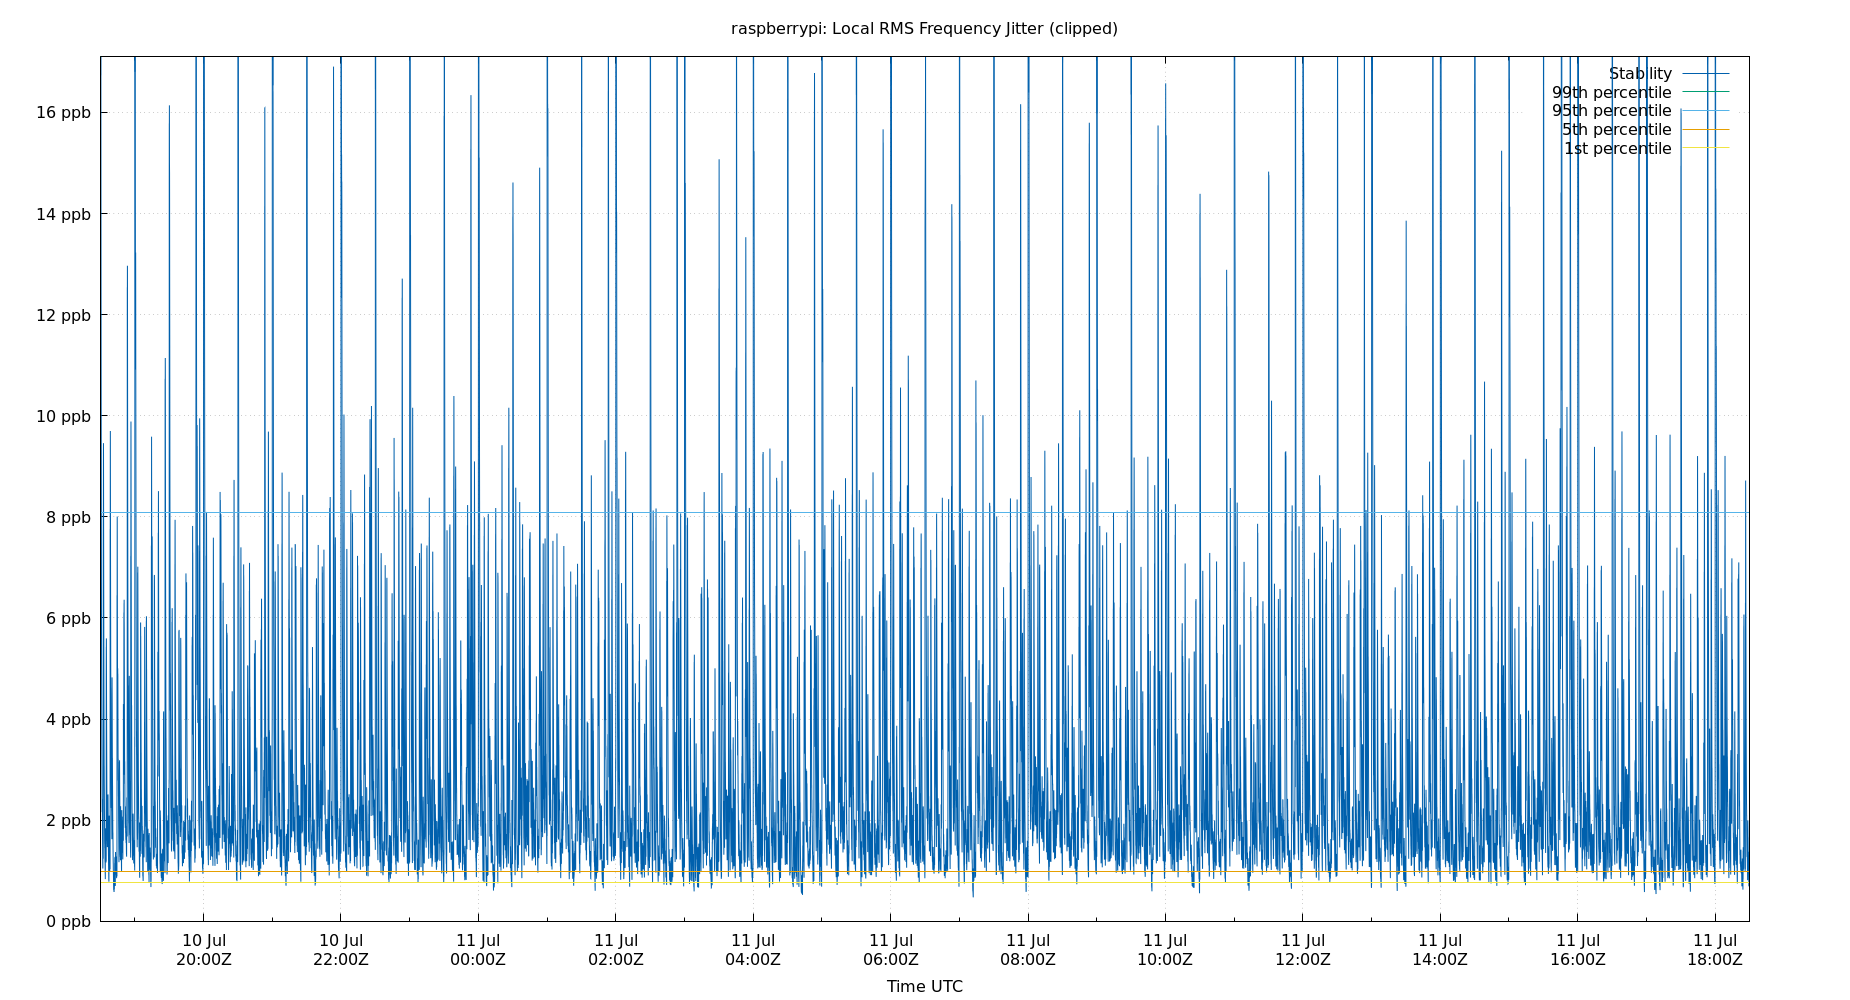 raspberrypi: Local RMS Frequency Jitter (clipped)
Stability
99th percentile
95th percentile
5th percentile
1st percentile
16 ppb
14 ppb
12 ppb
10 ppb
8 ppb
6 ppb
4 ppb
2 ppb
0 ppb
10 Jul 10 Jul 11 Jul 11 Jul 11 Jul 11 Jul 11 Jul 11 Jul 11 Jul 11 Jul 11 Jul 11 Jul
20:00Z 22:00Z 00:00Z 02:00Z 04:00Z 06:00Z 08:00Z 10:00Z 12:00Z 14:00Z 16:00Z 18:00Z
Time UTC